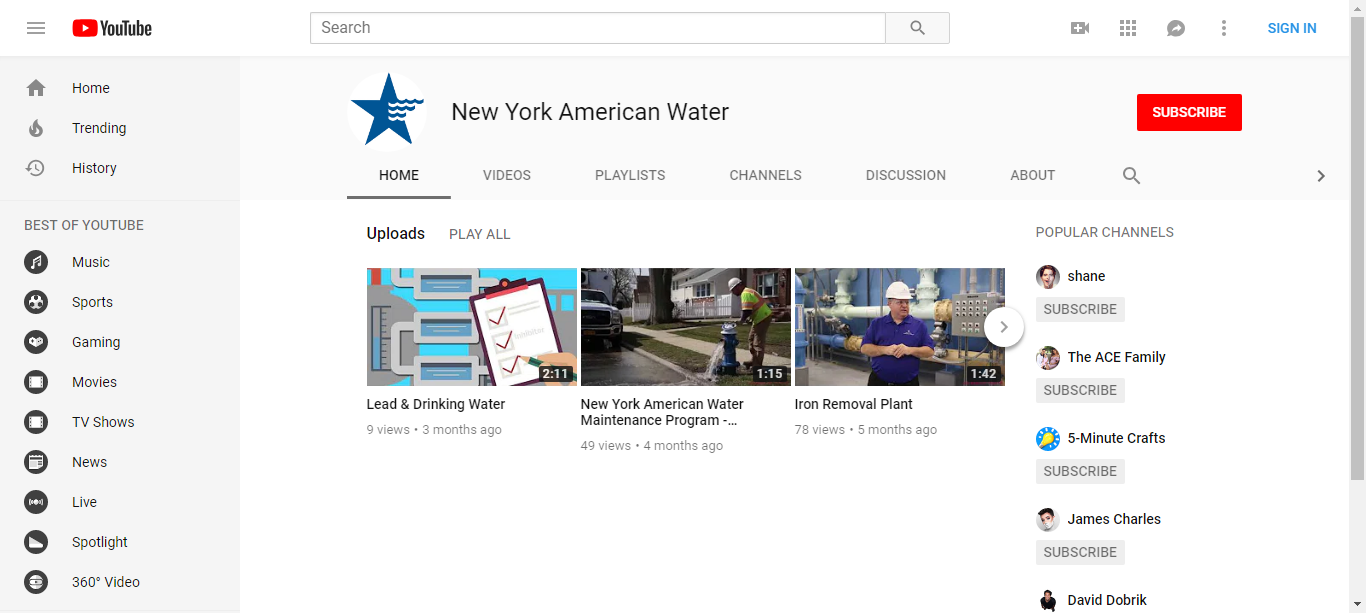 YouTube
Search
SIGN IN
Home
Trending
History
BEST OF YOUTUBE
Music
Sports
Gaming
Movies
TV Shows
News
Live
Spotlight
360° Video
New York American Water
SUBSCRIBE
HOME
VIDEOS
PLAYLISTS
CHANNELS
DISCUSSION
ABOUT
Uploads
PLAY ALL
2:11
Lead & Drinking Water
9 views • 3 months ago
1:15
New York American Water
Maintenance Program -...
49 views • 4 months ago
1:42
Iron Removal Plant
78 views • 5 months ago
POPULAR CHANNELS
shane
SUBSCRIBE
The ACE Family
SUBSCRIBE
5-Minute Crafts
SUBSCRIBE
James Charles
SUBSCRIBE
David Dobrik